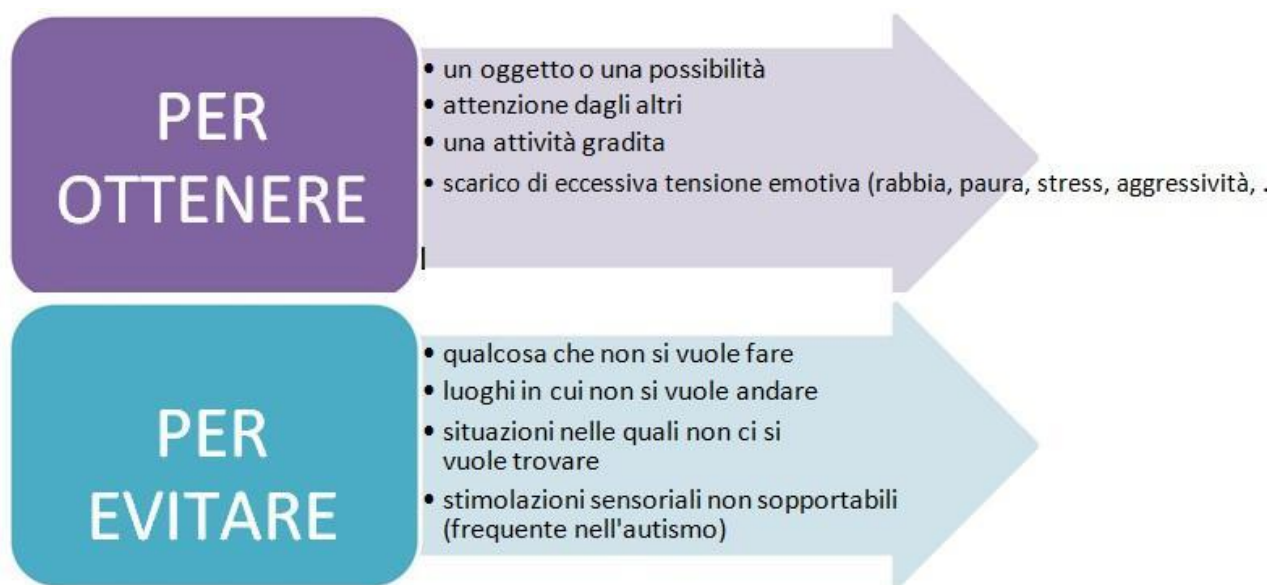 PER
OTTENERE
• un oggetto o una possibilità
• attenzione dagli altri
• una attività gradita
• scarico di eccessiva tensione emotiva (rabbia, paura, stress, aggressività, .
PER
EVITARE
• qualcosa che non si vuole fare
• luoghi in cui non si vuole andare
• situazioni nelle quali non ci si
vuole trovare
• stimolazioni sensoriali non sopportabili
(frequente nell'autismo)